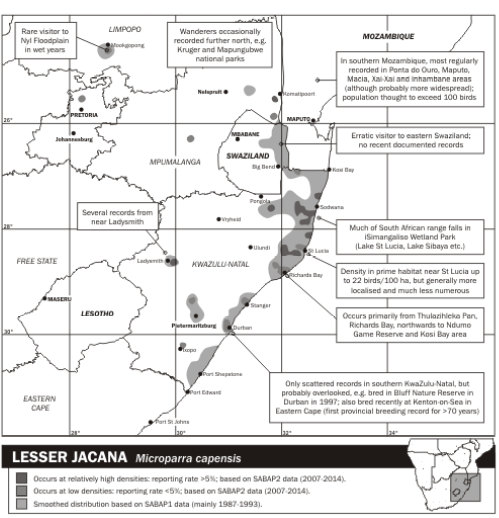 LIMPOPO
MOZAMBIQUE
Rare visitor to
Nyl Floodplain
in wet years
Mookgopong
Wanderers occasionally
recorded further north, e.g.
Kruger and Mapungubwe
national parks
In southern Mozambique, most regularly
recorded in Ponta do Ouro, Maputo,
Macia, Xai-Xai and Inhambane areas
(although probably more widespread);
population thought to exceed 100 birds
Nelspruit
Komatipoort
PRETORIA
MAPUTO
26°
Johannesburg
MBABANE
Erratic visitor to eastern Swaziland;
no recent documented records
MPUMALANGA
SWAZILAND
Big Bend
Kosi Bay
Pongola
Sodwana
Several records from
near Ladysmith
Vryheid
Much of South African range falls in
iSimangaliso Wetland Park
(Lake St Lucia, Lake Sibaya etc.)
28°
Ulundi
St Lucia
FREE STATE
Ladysmith
KWAZULU-NATAL
Richards Bay
Density in prime habitat near St Lucia up
to 22 birds/100 ha, but generally more
localised and much less numerous
MASERU
LESOTHO
Stanger
Occurs primarily from Thulazihleka Pan,
Richards Bay, northwards to Ndumo
Game Reserve and Kosi Bay area
Pietermaritzburg
Durban
30°
Ixopo
Port Shepstone
Only scattered records in southern KwaZulu-Natal, but
probably overlooked, e.g. bred in Bluff Nature Reserve in
Durban in 1997; also bred recently at Kenton-on-Sea in
Eastern Cape (first provincial breeding record for >70 years)
EASTERN
CAPE
Port Edward
Port St Johns
28°
30°
32°
34°
LESSER JACANA Microparra capensis
Occurs at relatively high densities: reporting rate >5%; based on SABAP2 data (2007-2014).
Occurs at low densities: reporting rate <5%; based on SABAP2 data (2007-2014).
Smoothed distribution based on SABAP1 data (mainly 1987-1993).